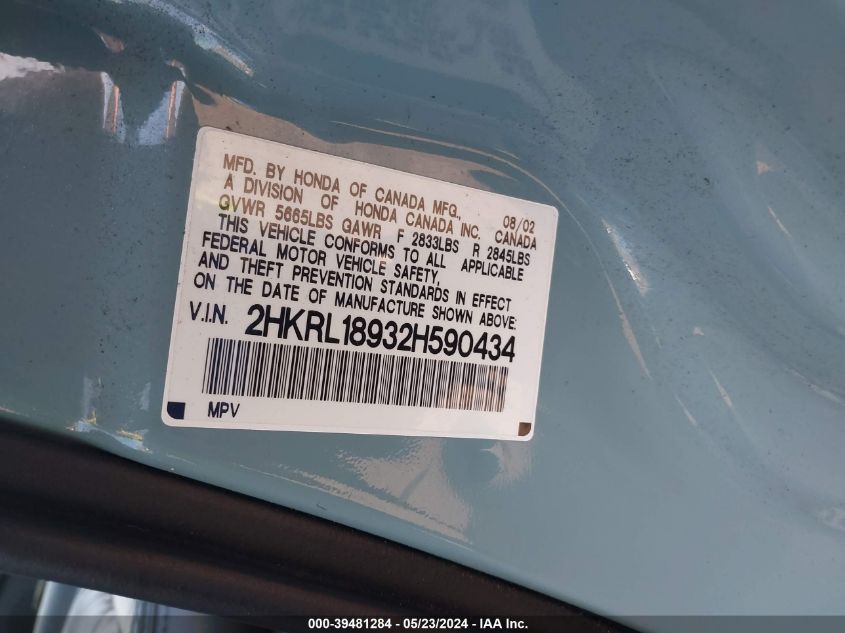 MFD. BY HONDA OF CANADA MFG., 08/02
A DIVISION OF HONDA CANADA INC. CANADA
GVWR 5665LBS GAWR F 2833LBS R 2845LBS
THIS VEHICLE CONFORMS TO ALL APPLICABLE
FEDERAL MOTOR VEHICLE SAFETY,
AND THEFT PREVENTION STANDARDS IN EFFECT
ON THE DATE OF MANUFACTURE SHOWN ABOVE:
V.I.N. 2HKRL18932H590434
MPV
000-39481284 - 05/23/2024 - IAA Inc.